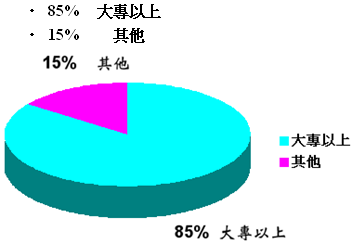 · 85% 大專以上
· 15% 其他
15% 其他
大專以上
其他
85% 大專以上